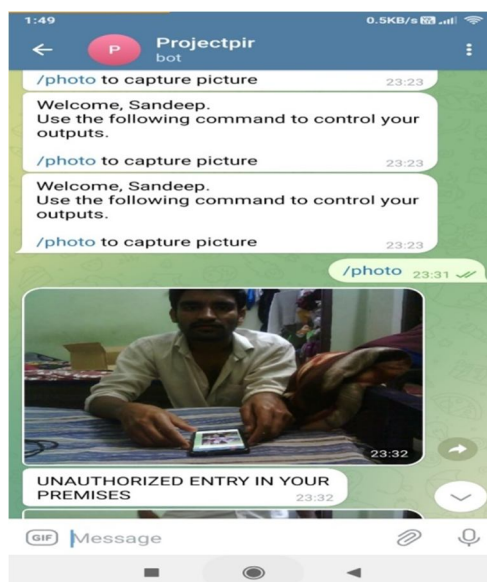 1:49 0.5KB/s
P Projectpir
bot
/photo to capture picture 23:23
Welcome, Sandeep.
Use the following command to control your
outputs.
/photo to capture picture 23:23
Welcome, Sandeep.
Use the following command to control your
outputs.
/photo to capture picture 23:23
/photo 23:31
23:32
UNAUTHORIZED ENTRY IN YOUR
PREMISES 23:32
GIF Message